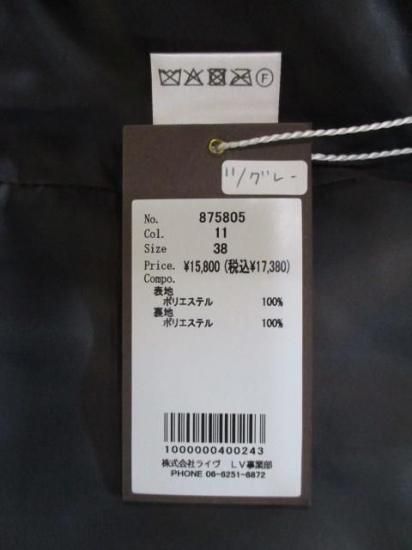 F
〃/グレー
No. 875805
Col. 11
Size 38
Price. ¥15,800 (税込¥17,380)
Compo.
表地
ポリエステル 100%
裏地
ポリエステル 100%
1000000400243
株式会社ライヴ LV事業部
PHONE 06-6251-6872